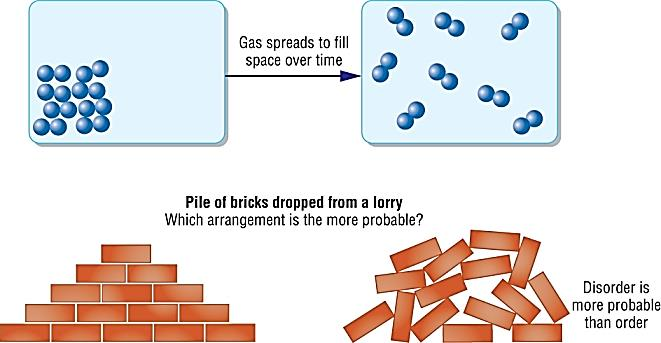 Gas spreads to fill
space over time
Pile of bricks dropped from a lorry
Which arrangement is the more probable?
Disorder is
more probable
than order